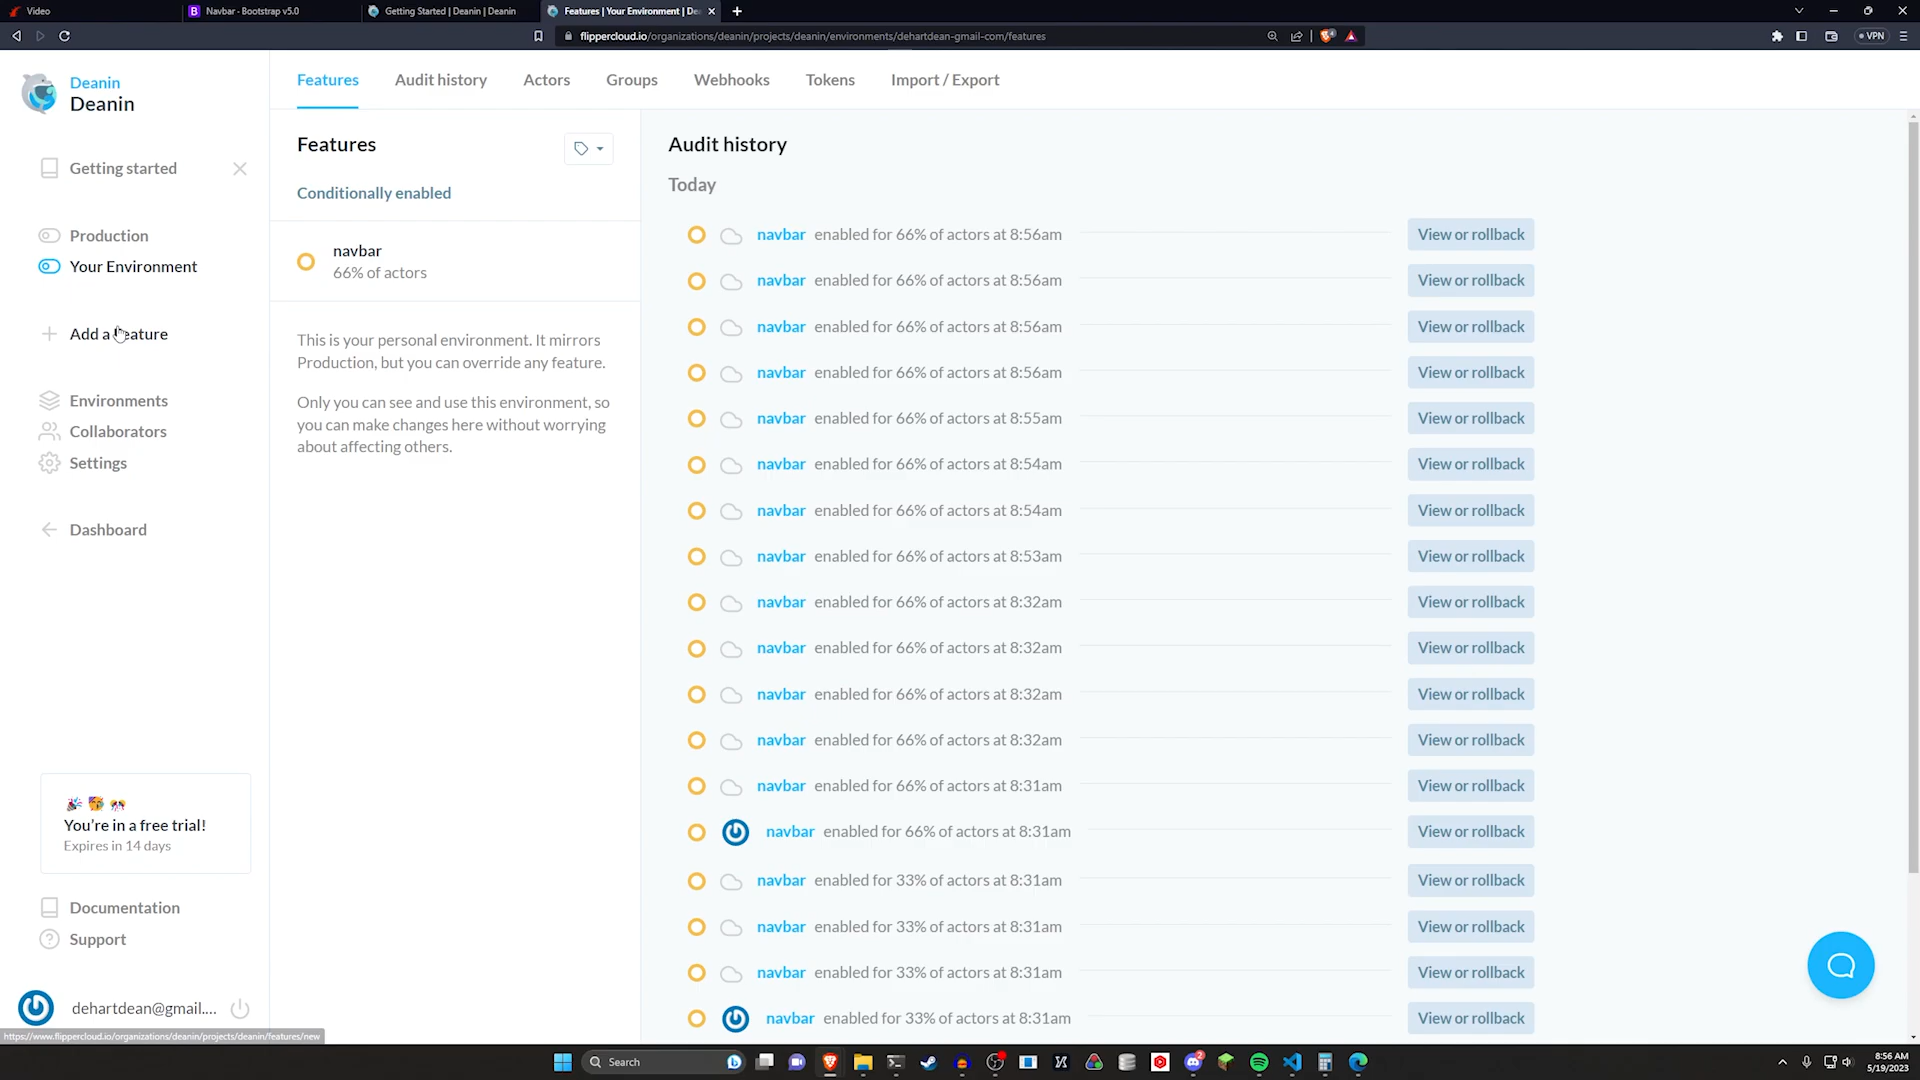 Video
Navbar - Bootstrap v5.0
Getting Started | Deanin | Deanin
Features | Your Environment | De
flippercloud.io/organizations/deanin/projects/deanin/environments/dehartdean-gmail-com/features
VPN
Deanin
Deanin
Getting started
Production
Your Environment
Add a Feature
Environments
Collaborators
Settings
Dashboard
You're in a free trial!
Expires in 14 days
Documentation
Support
dehartdean@gmail....
https://www.flippercloud.io/organizations/deanin/projects/deanin/features/new
Features
Audit history
Actors
Groups
Webhooks
Tokens
Import / Export
Features
Conditionally enabled
navbar
66% of actors
This is your personal environment. It mirrors
Production, but you can override any feature.
Only you can see and use this environment, so
you can make changes here without worrying
about affecting others.
Audit history
Today
navbar enabled for 66% of actors at 8:56am View or rollback
navbar enabled for 66% of actors at 8:56am View or rollback
navbar enabled for 66% of actors at 8:56am View or rollback
navbar enabled for 66% of actors at 8:56am View or rollback
navbar enabled for 66% of actors at 8:55am View or rollback
navbar enabled for 66% of actors at 8:54am View or rollback
navbar enabled for 66% of actors at 8:54am View or rollback
navbar enabled for 66% of actors at 8:53am View or rollback
navbar enabled for 66% of actors at 8:32am View or rollback
navbar enabled for 66% of actors at 8:32am View or rollback
navbar enabled for 66% of actors at 8:32am View or rollback
navbar enabled for 66% of actors at 8:32am View or rollback
navbar enabled for 66% of actors at 8:31am View or rollback
navbar enabled for 66% of actors at 8:31am View or rollback
navbar enabled for 33% of actors at 8:31am View or rollback
navbar enabled for 33% of actors at 8:31am View or rollback
navbar enabled for 33% of actors at 8:31am View or rollback
navbar enabled for 33% of actors at 8:31am View or rollback
Search
8:56 AM
5/19/2023